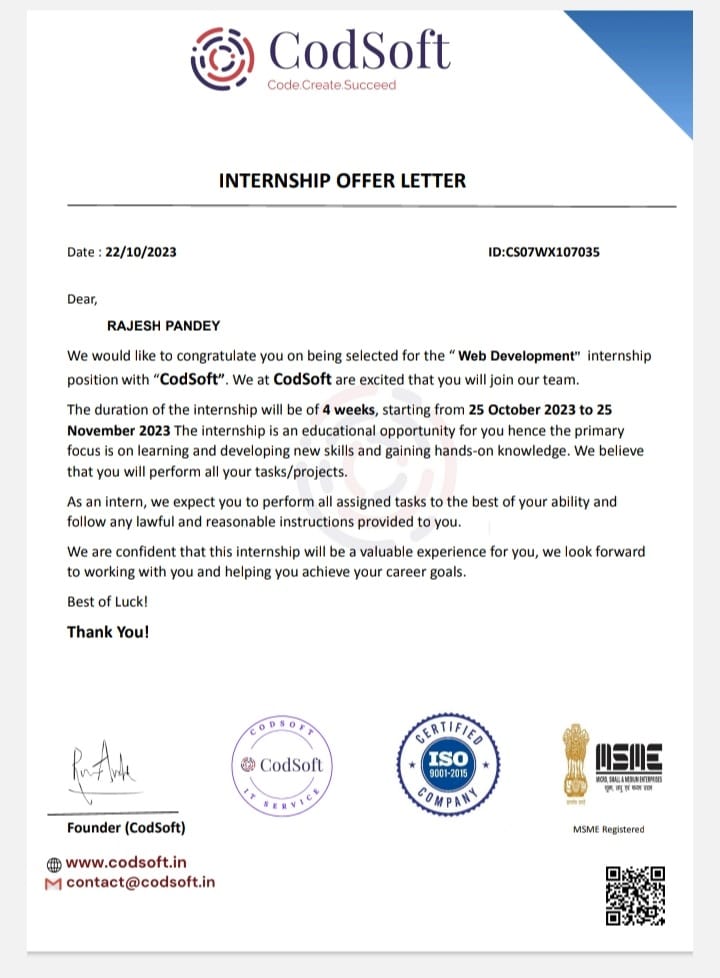 CodSoft
Code.Create.Succeed
INTERNSHIP OFFER LETTER
Date : 22/10/2023 ID:CS07WX107035
Dear,
RAJESH PANDEY
We would like to congratulate you on being selected for the “ Web Development” internship
position with “CodSoft”. We at CodSoft are excited that you will join our team.
The duration of the internship will be of 4 weeks, starting from 25 October 2023 to 25
November 2023 The internship is an educational opportunity for you hence the primary
focus is on learning and developing new skills and gaining hands-on knowledge. We believe
that you will perform all your tasks/projects.
As an intern, we expect you to perform all assigned tasks to the best of your ability and
follow any lawful and reasonable instructions provided to you.
We are confident that this internship will be a valuable experience for you, we look forward
to working with you and helping you achieve your career goals.
Best of Luck!
Thank You!
CODSOFT
CodSoft
IT SERVICE
CERTIFIED
ISO
9001-2015
COMPANY
MSME
MICRO, SMALL & MEDIUM ENTERPRISES
सूक्ष्म, लघु एवं मध्यम उद्यम
Founder (CodSoft)
MSME Registered
www.codsoft.in
contact@codsoft.in